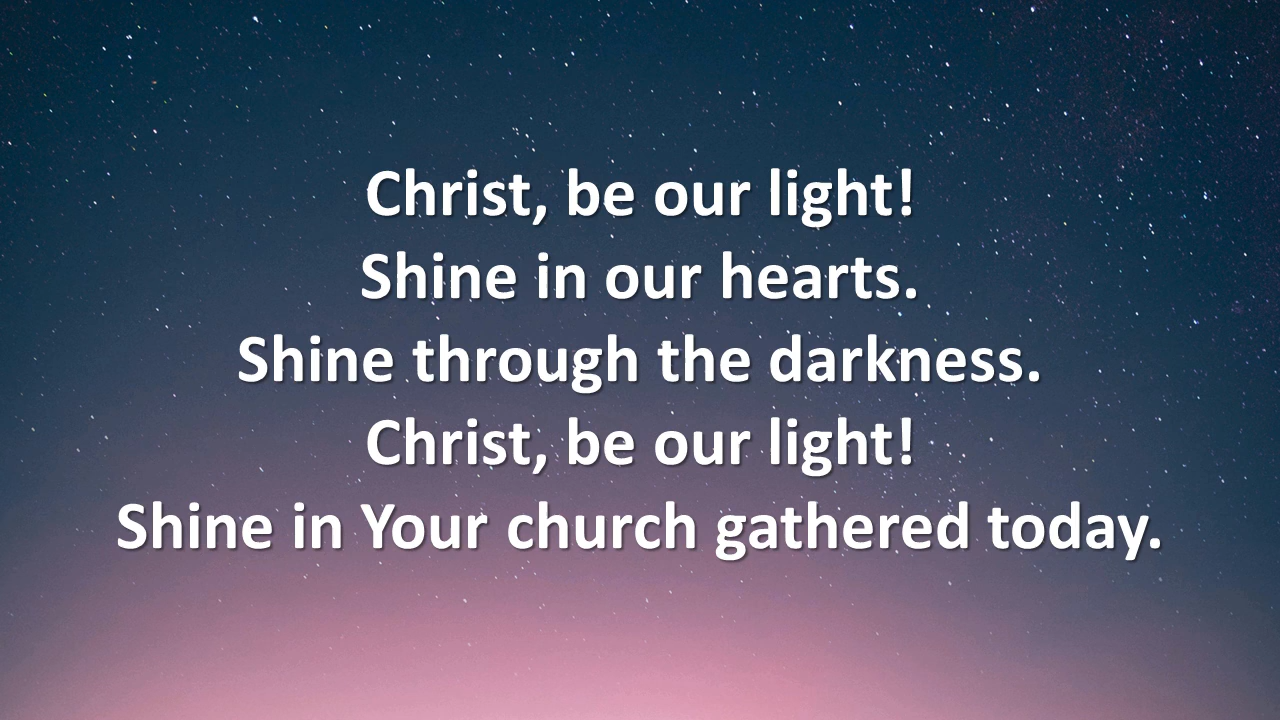 Christ, be our light!
Shine in our hearts.
Shine through the darkness.
Christ, be our light!
Shine in Your church gathered today.